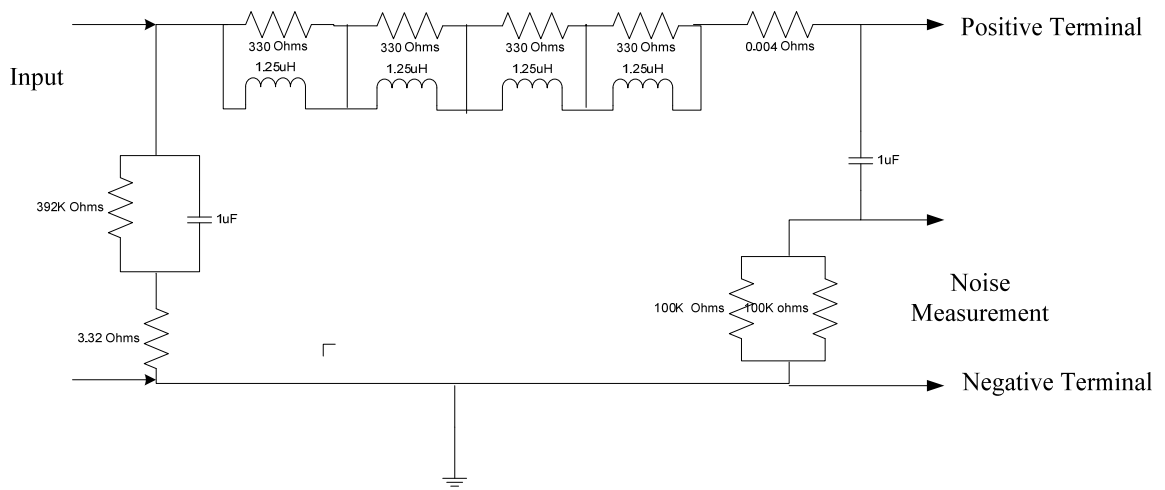 330 Ohms
330 Ohms
330 Ohms
330 Ohms
0.004 Ohms
Positive Terminal
1.25uH
1.25uH
1.25uH
1.25uH
Input
1uF
392K Ohms
1uF
100K Ohms
100K ohms
Noise
Measurement
3.32 Ohms
Negative Terminal